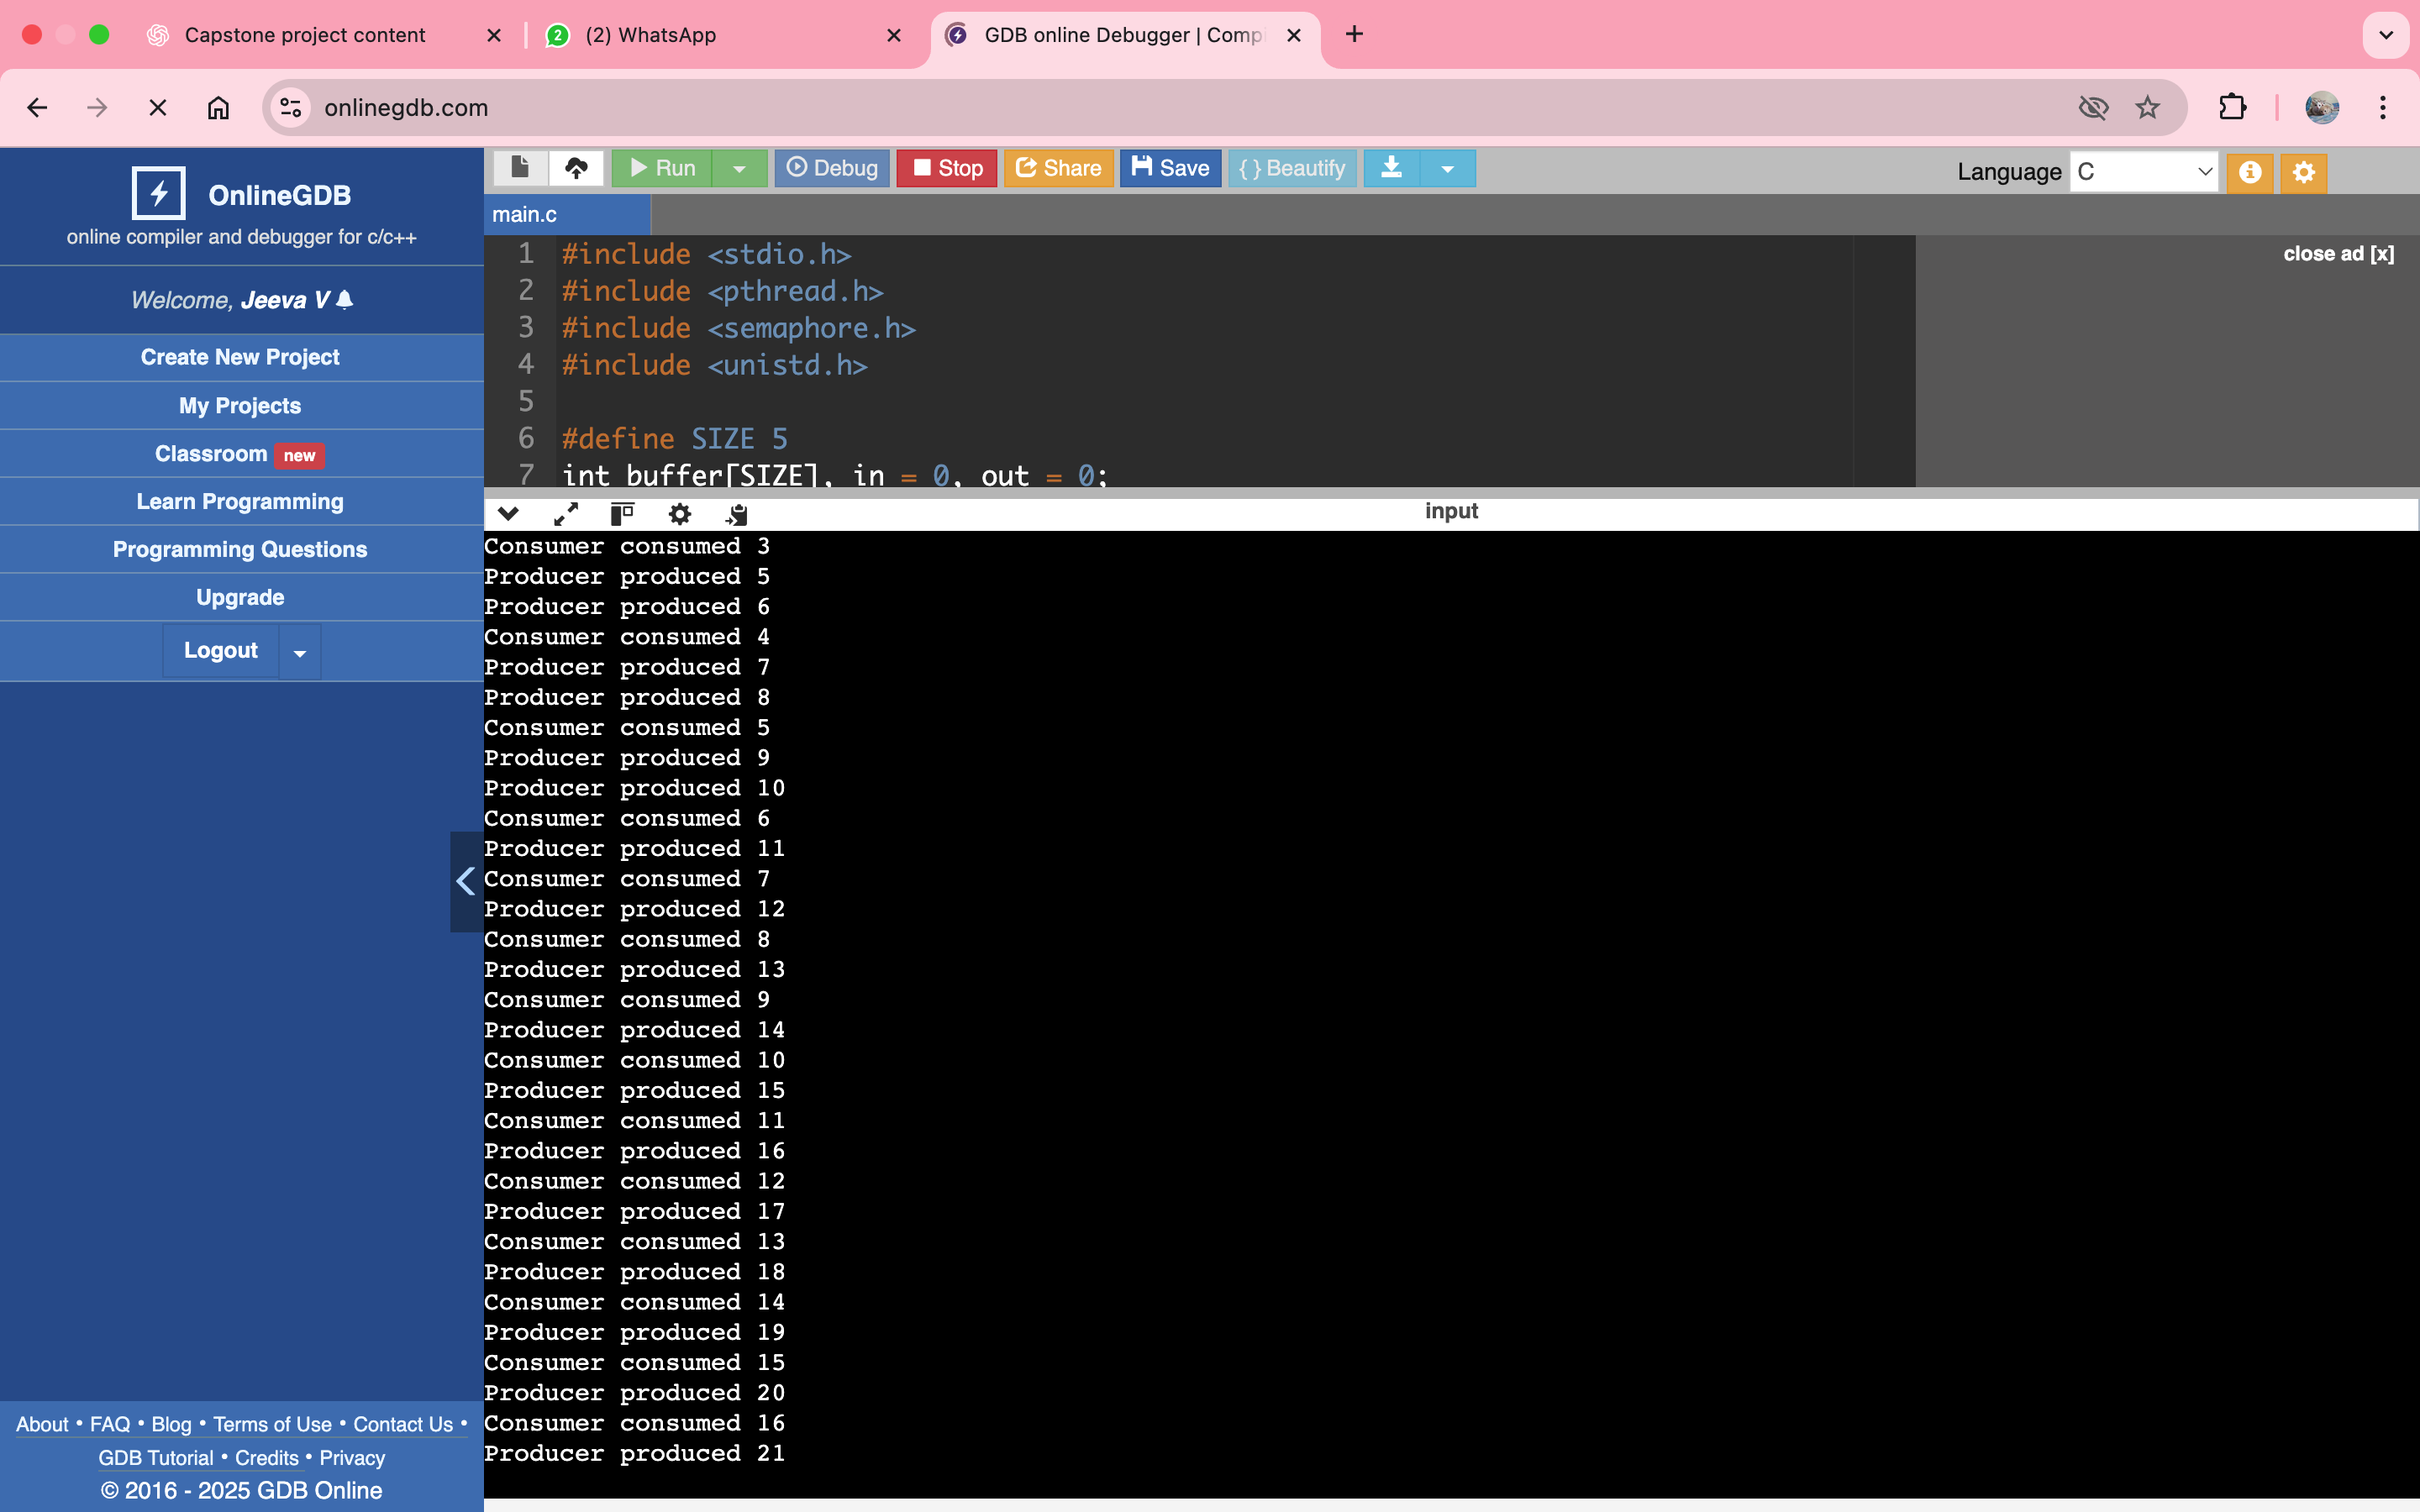 Capstone project content
2
(2) WhatsApp
GDB online Debugger | Comp
onlinegdb.com
OnlineGDB
online compiler and debugger for c/c++
Welcome, Jeeva V
Create New Project
My Projects
Classroom new
Learn Programming
Programming Questions
Upgrade
Logout
About • FAQ • Blog • Terms of Use • Contact Us •
GDB Tutorial • Credits • Privacy
© 2016 - 2025 GDB Online
Run Debug Stop Share Save { } Beautify
Language C
main.c
close ad [x]
1 #include <stdio.h>
2 #include <pthread.h>
3 #include <semaphore.h>
4 #include <unistd.h>
5
6 #define SIZE 5
7 int buffer[SIZE], in = 0, out = 0;
input
Consumer consumed 3
Producer produced 5
Producer produced 6
Consumer consumed 4
Producer produced 7
Producer produced 8
Consumer consumed 5
Producer produced 9
Producer produced 10
Consumer consumed 6
Producer produced 11
Consumer consumed 7
Producer produced 12
Consumer consumed 8
Producer produced 13
Consumer consumed 9
Producer produced 14
Consumer consumed 10
Producer produced 15
Consumer consumed 11
Producer produced 16
Consumer consumed 12
Producer produced 17
Consumer consumed 13
Producer produced 18
Consumer consumed 14
Producer produced 19
Consumer consumed 15
Producer produced 20
Consumer consumed 16
Producer produced 21